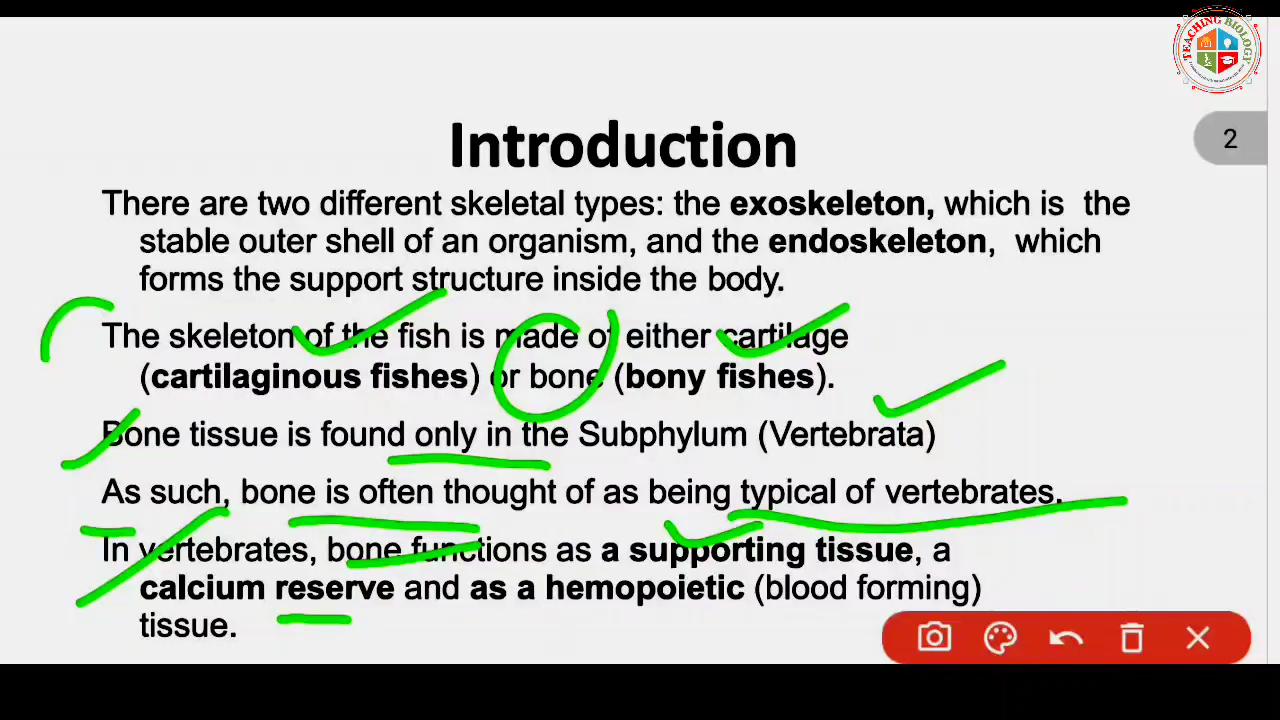 TEACHING BIOLOGY
2
Introduction
There are two different skeletal types: the exoskeleton, which is the
stable outer shell of an organism, and the endoskeleton, which
forms the support structure inside the body.
The skeleton of the fish is made of either cartilage
(cartilaginous fishes) or bone (bony fishes).
Bone tissue is found only in the Subphylum (Vertebrata)
As such, bone is often thought of as being typical of vertebrates.
In vertebrates, bone functions as a supporting tissue, a
calcium reserve and as a hemopoietic (blood forming)
tissue.